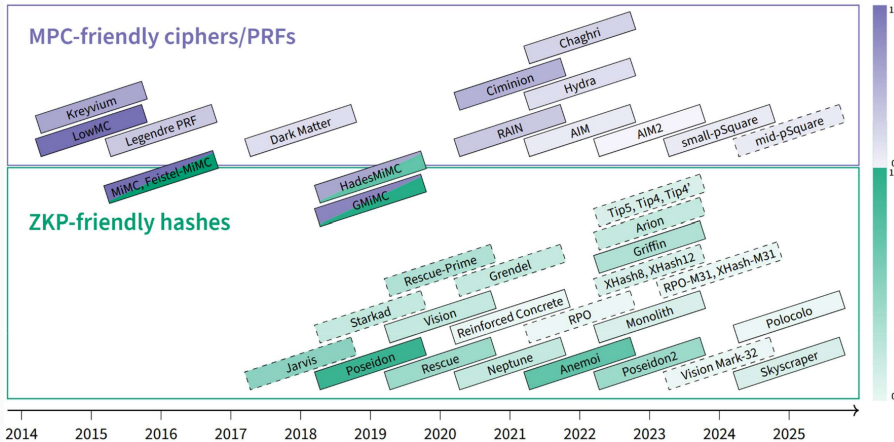 MPC-friendly ciphers/PRFs
Chaghri
Ciminion
Hydra
Kreyvium
LowMC
Legendre PRF
Dark Matter
RAIN
AIM
AIM2
small-pSquare
mid-pSquare
MiMC, Feistel-MiMC
HadesMiMC
GMiMC
ZKP-friendly hashes
Tip5, Tip4, Tip4'
Arion
Griffin
Rescue-Prime
Grendel
XHash8, XHash12
RPO-M31, XHash-M31
Starkad
Vision
Reinforced Concrete
RPO
Monolith
Polocolo
Jarvis
Poseidon
Rescue
Neptune
Anemoi
Poseidon2
Vision Mark-32
Skyscraper
2014 2015 2016 2017 2018 2019 2020 2021 2022 2023 2024 2025